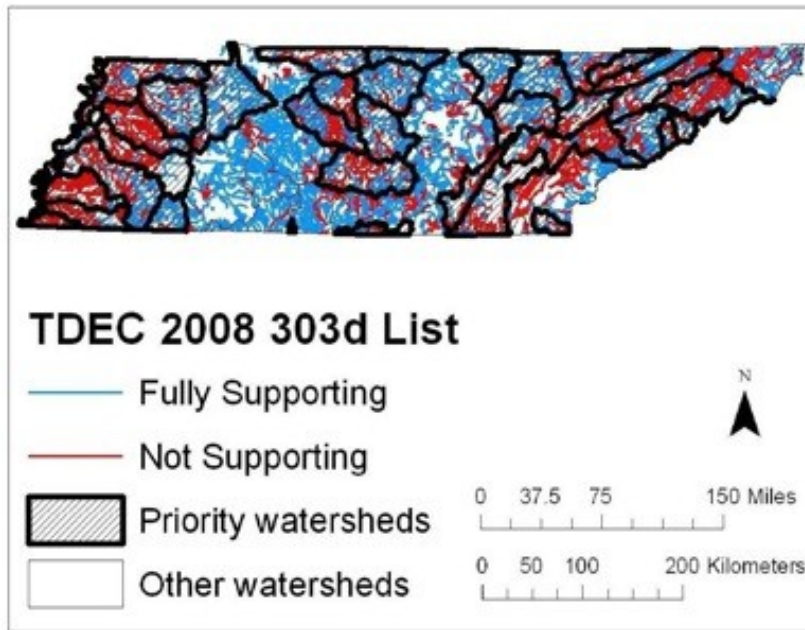 TDEC 2008 303d List
Fully Supporting
Not Supporting
Priority watersheds
Other watersheds
N
0 37.5 75 150 Miles
0 50 100 200 Kilometers